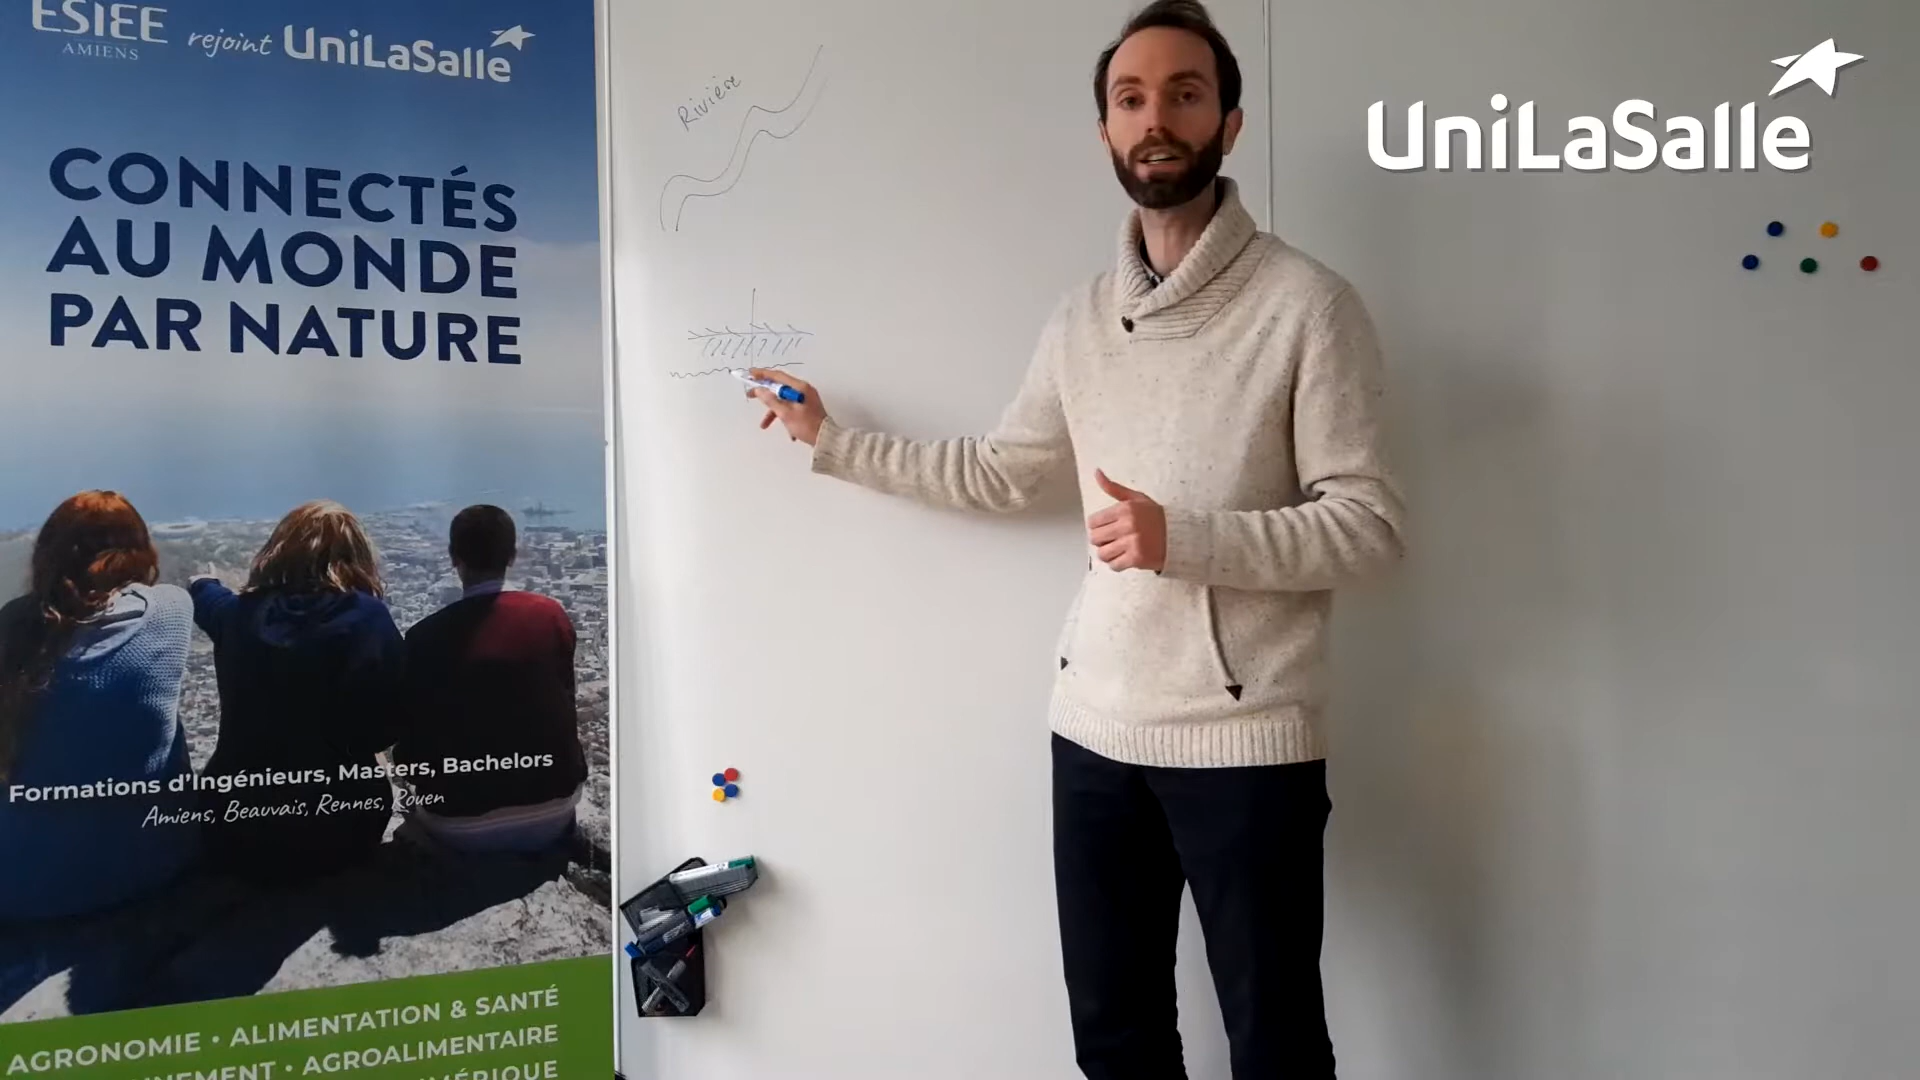 ESIEE
AMIENS
rejoint UniLaSalle
CONNECTÉS
AU MONDE
PAR NATURE
Formations d'Ingénieurs, Masters, Bachelors
Amiens, Beauvais, Rennes, Rouen
AGRONOMIE • ALIMENTATION & SANTÉ
• AGROALIMENTAIRE
Rivière
UniLaSalle